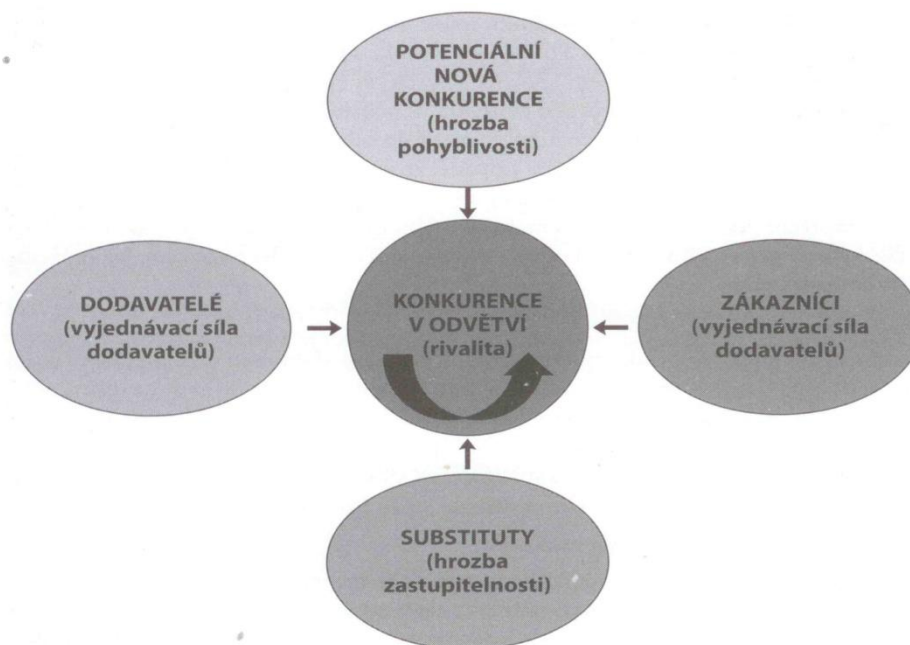 POTENCIÁLNÍ
NOVÁ
KONKURENCE
(hrozba
pohyblivosti)
DODAVATELÉ
(vyjednávací síla
dodavatelů)
KONKURENCE
V ODVĚTVÍ
(rivalita)
ZÁKAZNÍCI
(vyjednávací síla
dodavatelů)
SUBSTITUTY
(hrozba
zastupitelnosti)